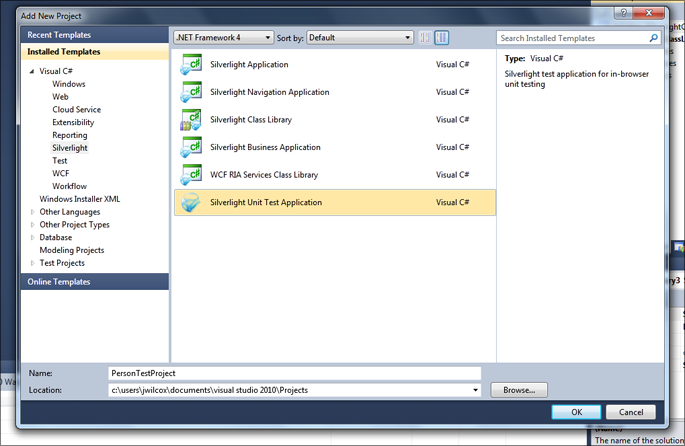 Add New Project
Recent Templates
.NET Framework 4
Sort by:
Default
Search Installed Templates
Installed Templates
Visual C#
Windows
Web
Cloud Service
Extensibility
Reporting
Silverlight
Test
WCF
Workflow
Windows Installer XML
Other Languages
Other Project Types
Database
Modeling Projects
Test Projects
Online Templates
Silverlight Application Visual C#
Silverlight Navigation Application Visual C#
Silverlight Class Library Visual C#
Silverlight Business Application Visual C#
WCF RIA Services Class Library Visual C#
Silverlight Unit Test Application Visual C#
Type: Visual C#
Silverlight test application for in-browser
unit testing
Name: PersonTestProject
Location: c:\users\jwilcox\documents\visual studio 2010\Projects
Browse...
OK
Cancel
The name of the solution